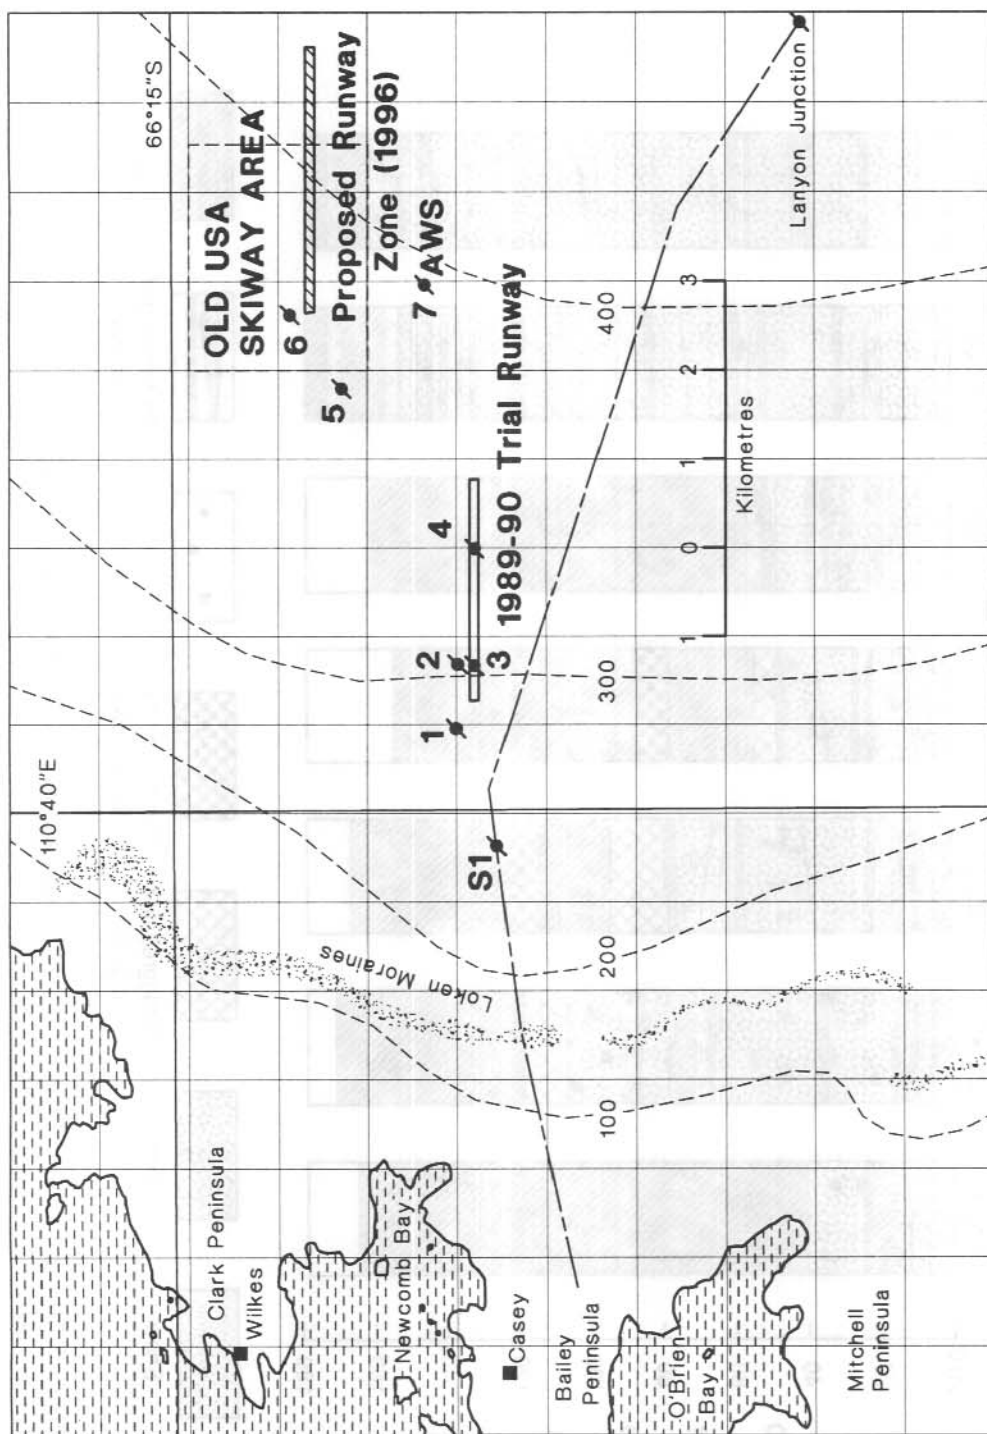 66°15"S
110°40"E
OLD USA
SKIWAY AREA
6
Proposed Runway
Zone (1996)
5
7
AWS
4
1989-90 Trial Runway
2
3
1
S1
Lanyon Junction
Loken Moraines
100
200
300
400
1 0 1 2 3
Kilometres
Clark Peninsula
Wilkes
Newcomb Bay
Casey
Bailey
Peninsula
O'Brien
Bay
Mitchell
Peninsula